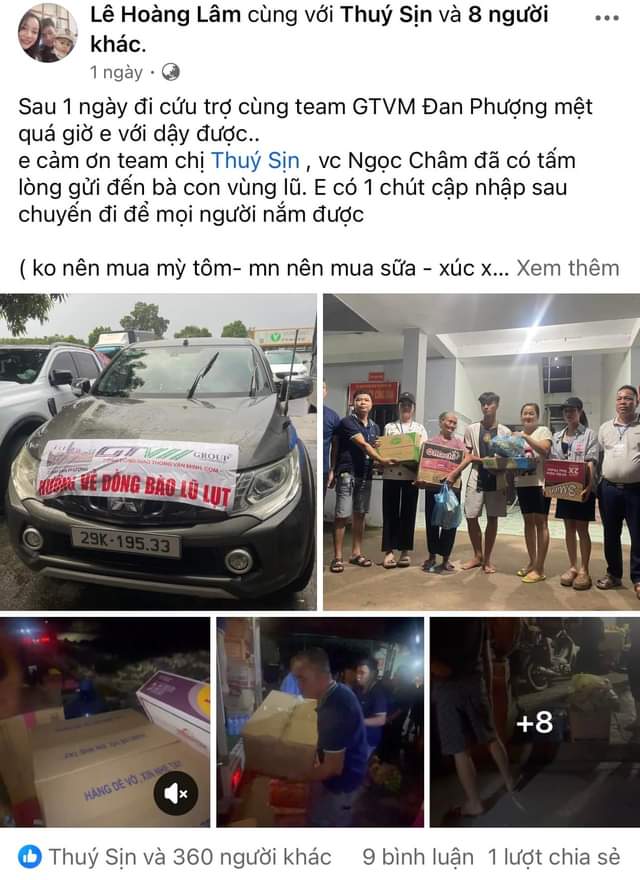 Lê Hoàng Lâm cùng với Thuý Sịn và 8 người
khác.
1 ngày ·
Sau 1 ngày đi cứu trợ cùng team GTVM Đan Phượng mệt
quá giờ e với dậy được..
e cảm ơn team chị Thuý Sịn , vc Ngọc Châm đã có tấm
lòng gửi đến bà con vùng lũ. E có 1 chút cập nhập sau
chuyến đi để mọi người nắm được
( ko nên mua mỳ tôm- mn nên mua sữa - xúc x... Xem thêm
GTVM GROUP
HƯỚNG VỀ ĐỒNG BÀO LŨ LỤT
29K-195.33
HÀNG DỄ VỠ, XIN NHẸ TAY
+8
Thuý Sịn và 360 người khác 9 bình luận 1 lượt chia sẻ